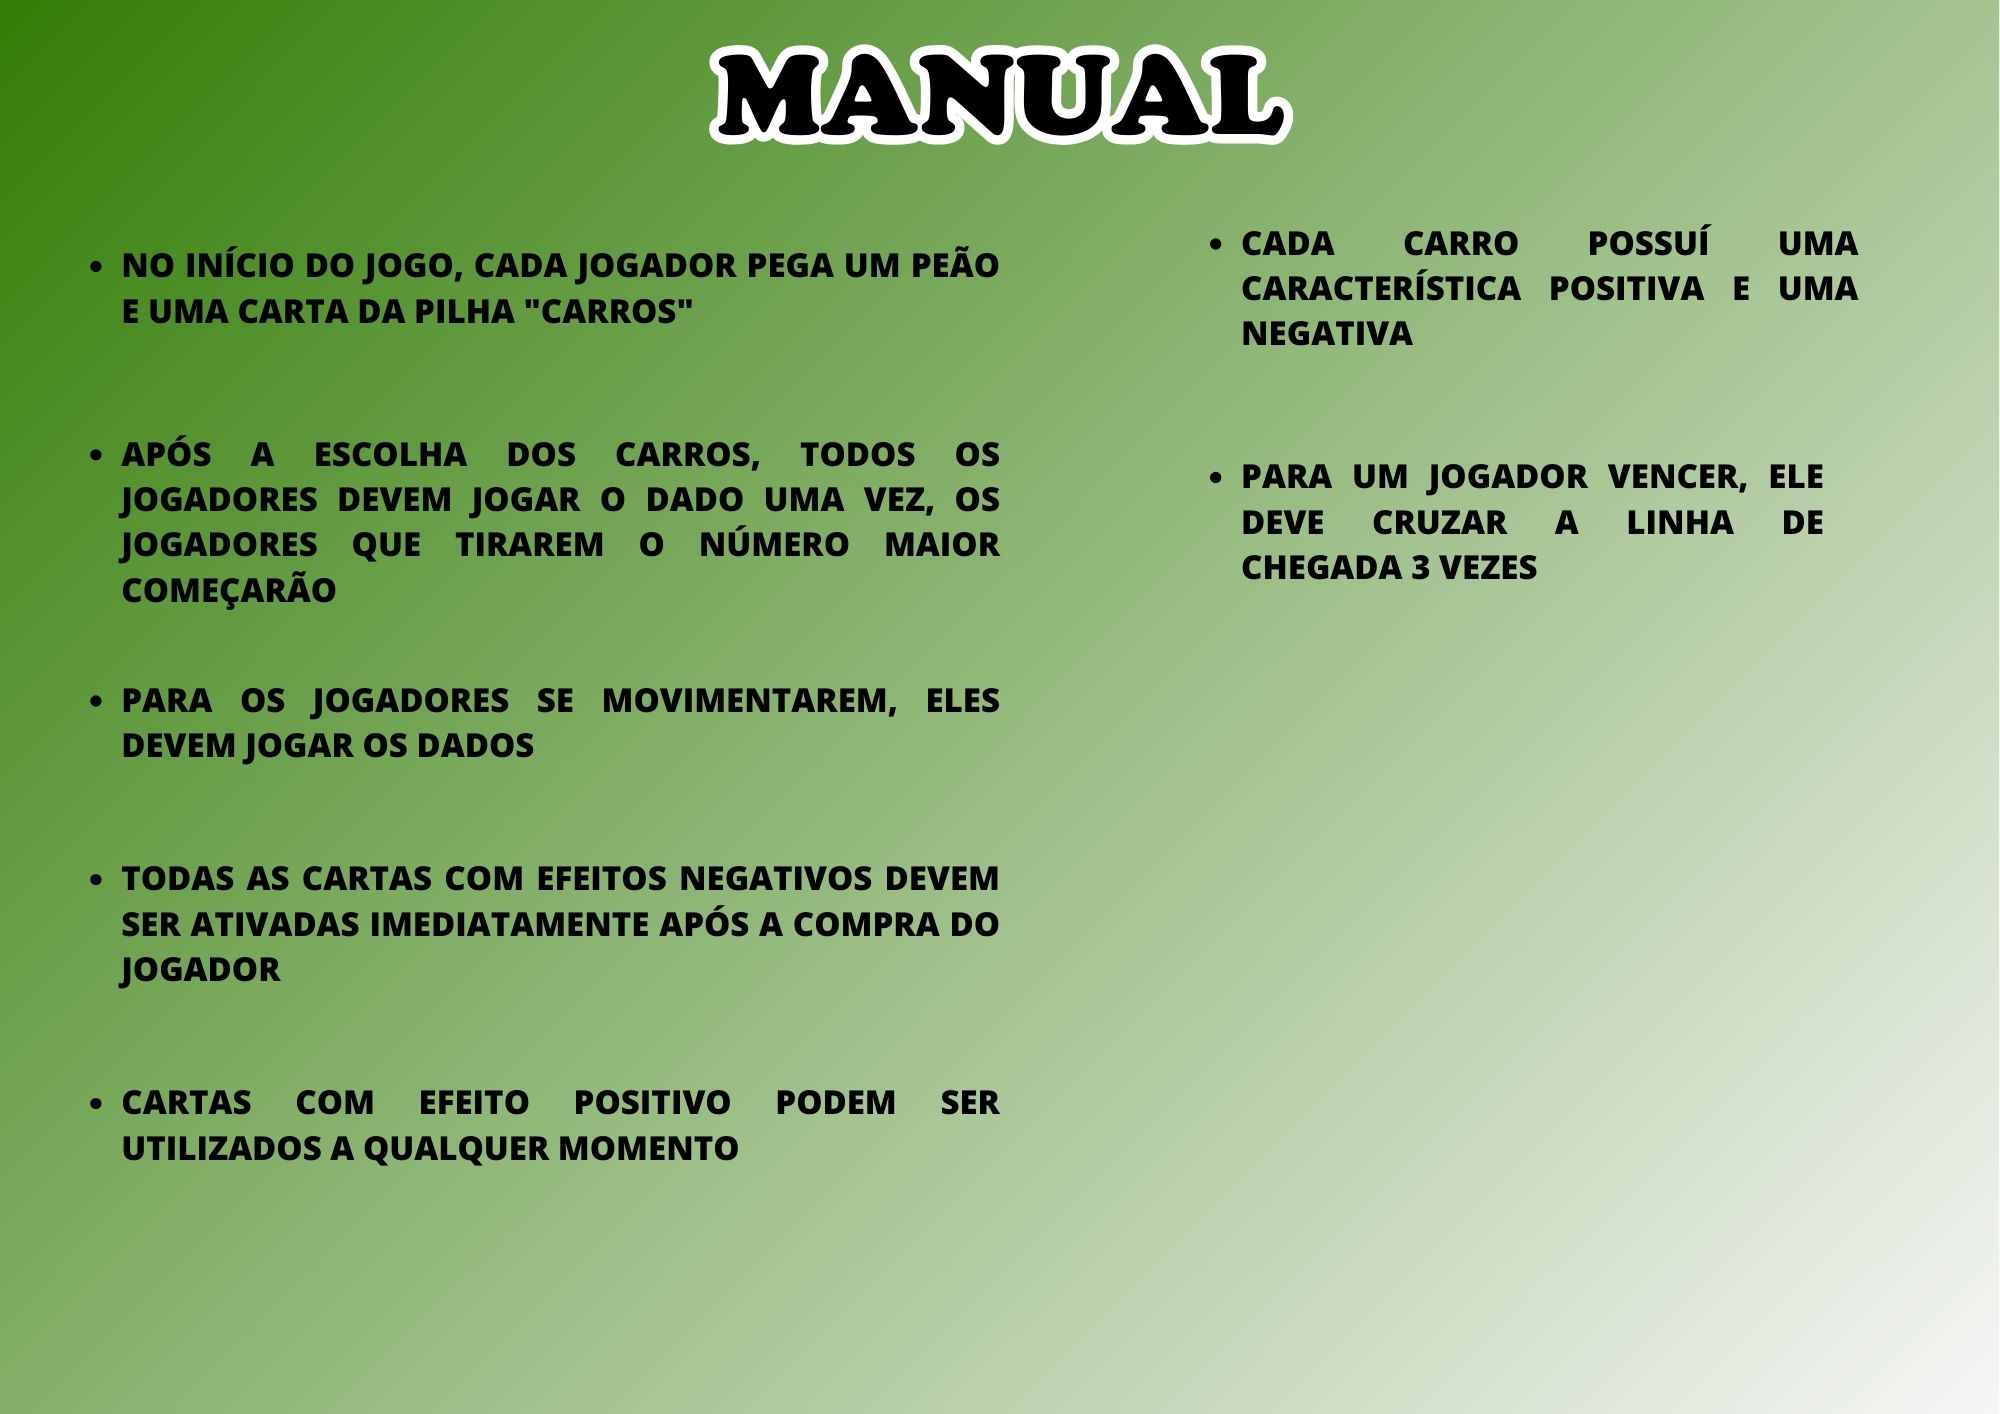 MANUAL
• NO INÍCIO DO JOGO, CADA JOGADOR PEGA UM PEÃO
E UMA CARTA DA PILHA "CARROS"
• APÓS A ESCOLHA DOS CARROS, TODOS OS
JOGADORES DEVEM JOGAR O DADO UMA VEZ, OS
JOGADORES QUE TIRAREM O NÚMERO MAIOR
COMEÇARÃO
• PARA OS JOGADORES SE MOVIMENTAREM, ELES
DEVEM JOGAR OS DADOS
• TODAS AS CARTAS COM EFEITOS NEGATIVOS DEVEM
SER ATIVADAS IMEDIATAMENTE APÓS A COMPRA DO
JOGADOR
• CARTAS COM EFEITO POSITIVO PODEM SER
UTILIZADOS A QUALQUER MOMENTO
• CADA CARRO POSSUÍ UMA
CARACTERÍSTICA POSITIVA E UMA
NEGATIVA
• PARA UM JOGADOR VENCER, ELE
DEVE CRUZAR A LINHA DE
CHEGADA 3 VEZES